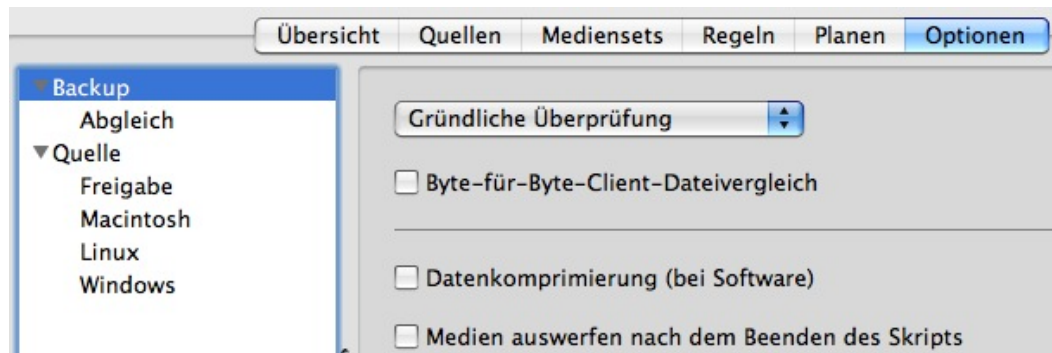 Übersicht Quellen Mediensets Regeln Planen Optionen
Backup
Abgleich
Quelle
Freigabe
Macintosh
Linux
Windows
Gründliche Überprüfung
Byte-für-Byte-Client-Dateivergleich
Datenkomprimierung (bei Software)
Medien auswerfen nach dem Beenden des Skripts